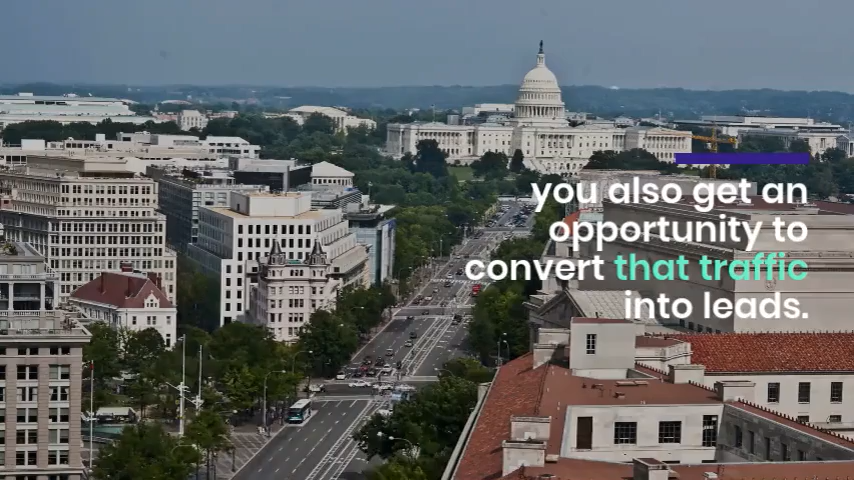 you also get an
opportunity to
convert that traffic
into leads.